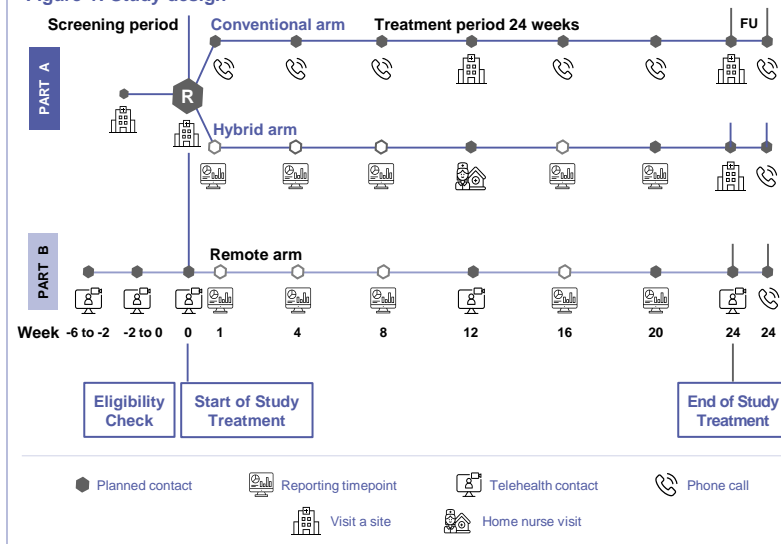 Screening period
Conventional arm
Treatment period 24 weeks
FU
PART A
R
Hybrid arm
PART B
Remote arm
Week -6 to -2 -2 to 0 0 1 4 8 12 16 20 24 24
Eligibility
Check
Start of Study
Treatment
End of Study
Treatment
Planned contact
Reporting timepoint
Telehealth contact
Phone call
Visit a site
Home nurse visit